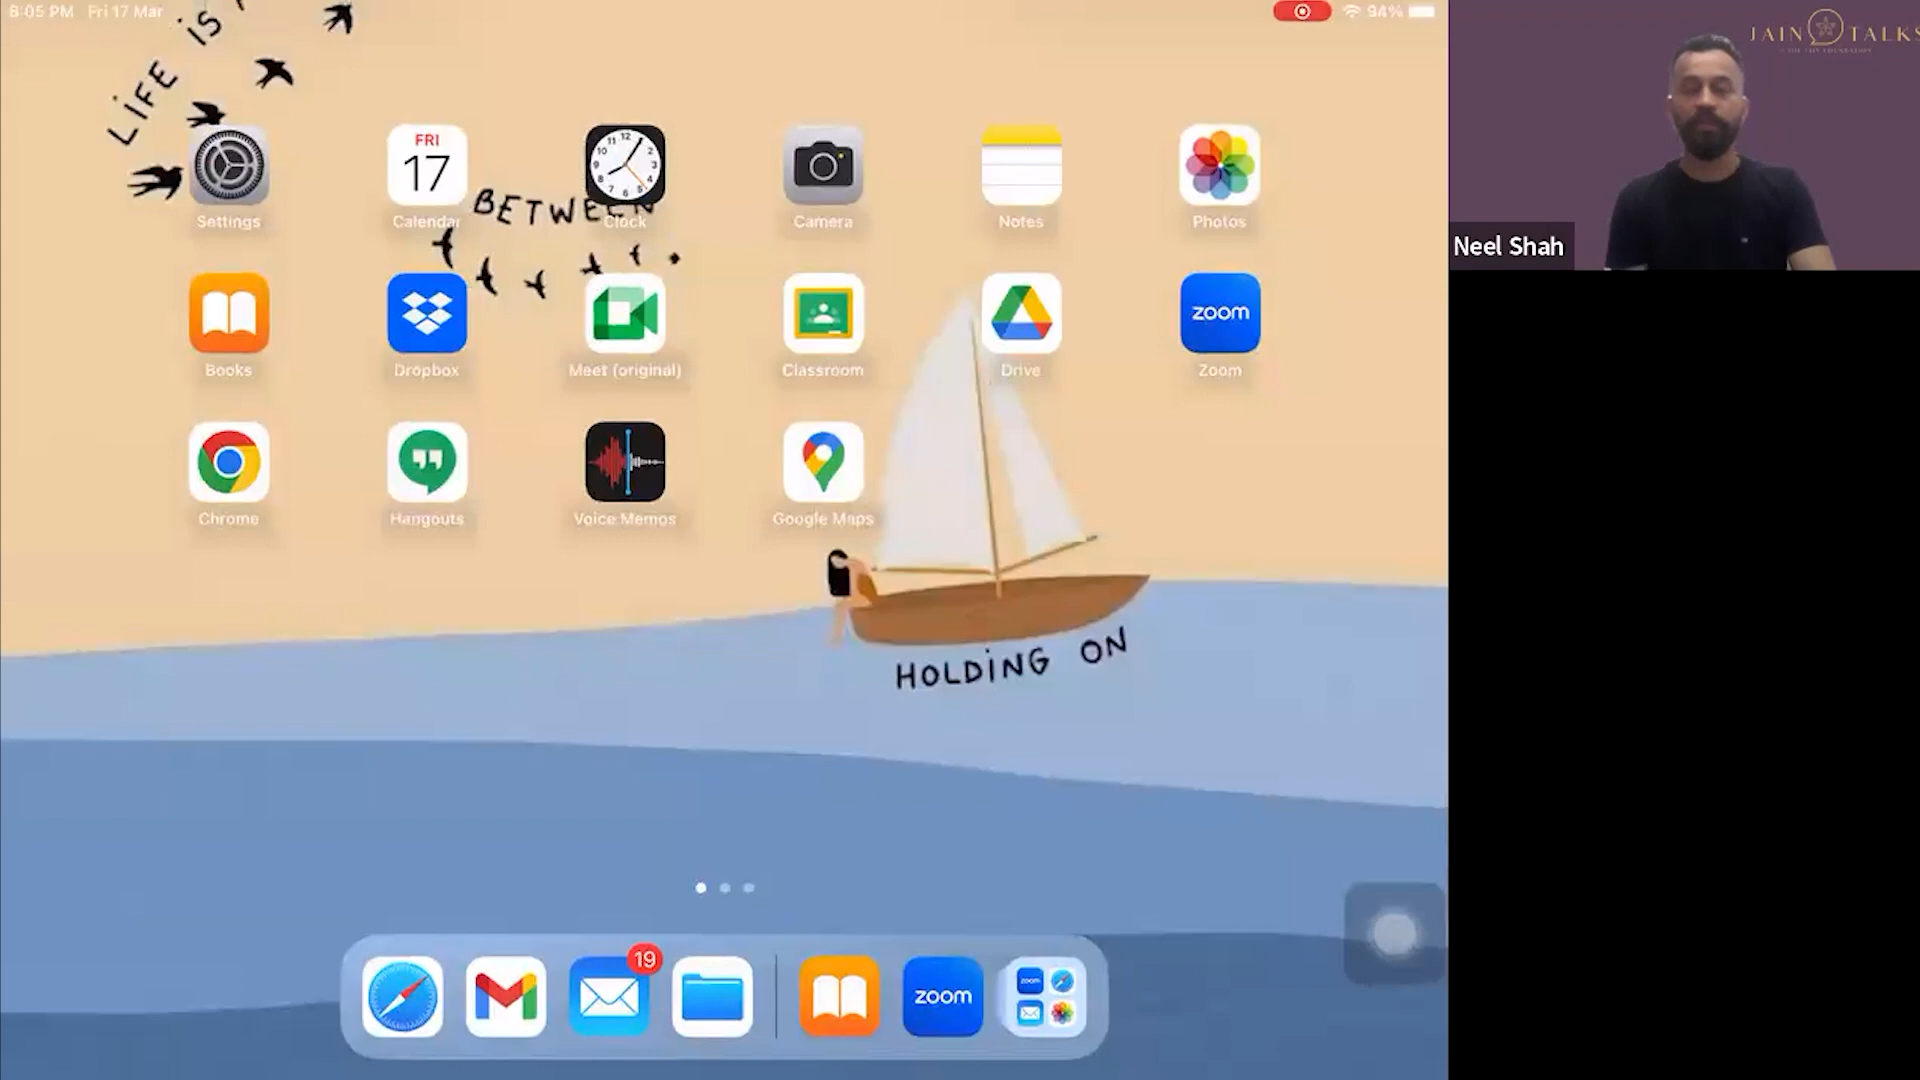 8:05 PM Fri 17 Mar
94%
LiFE iS
JAIN TALKS
FRI
17
12
Settings
Calendar
BETWEEN
Clock
Camera
Notes
Photos
Neel Shah
zoom
Books
Dropbox
Meet (original)
Classroom
Drive
Zoom
Chrome
Hangouts
Voice Memos
Google Maps
HOLDiNG ON
19
zoom
zoom